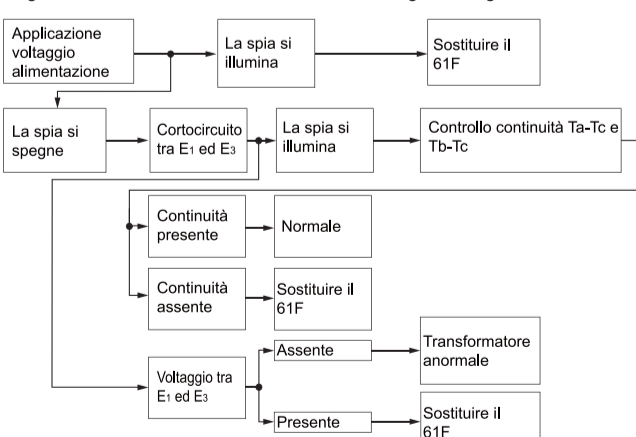 Applicazione
voltaggio
alimentazione
La spia si
illumina
Sostituire il
61F
La spia si
spegne
Cortocircuito
tra E1 ed E3
La spia si
illumina
Controllo continuità Ta-Tc e
Tb-Tc
Continuità
presente
Normale
Continuità
assente
Sostituire il
61F
Voltaggio tra
E1 ed E3
Assente
Transformatore
anormale
Presente
Sostituire il
61F